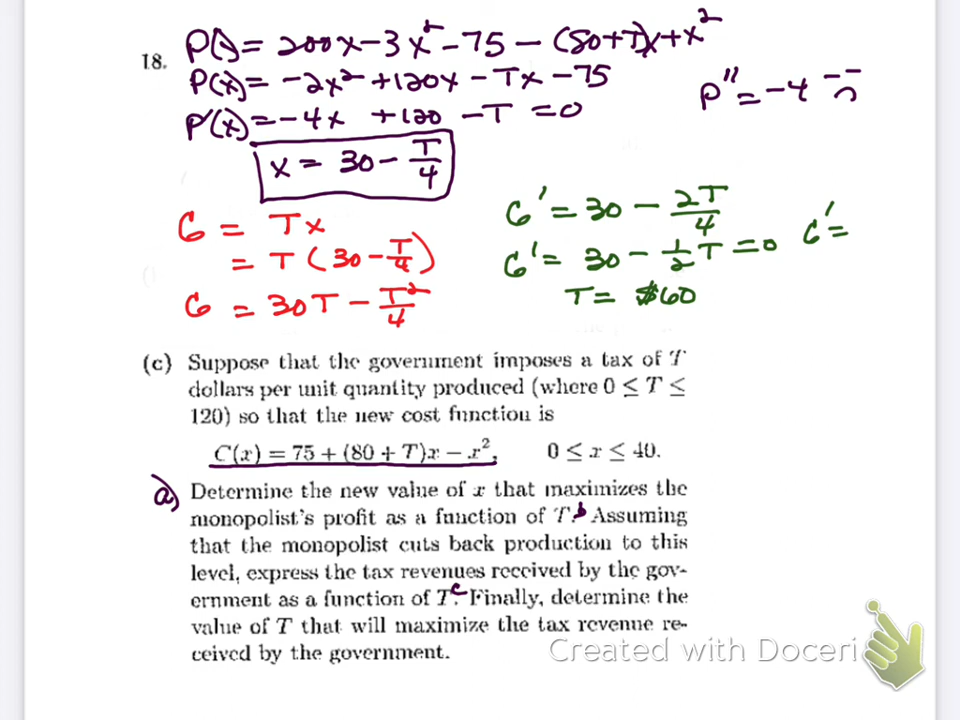 18.
P(x) = 200x - 3x² - 75 - (80+T)x + x²
P(x) = -2x² + 120x - Tx - 75
P'(x) = -4x + 120 - T = 0
P'' = -4
x = 30 - T/4
G = Tx
= T(30 - T/4)
G = 30T - T²/4
G' = 30 - 2T/4
G' = 30 - 1/2 T = 0
T = $60
G' =
(c) Suppose that the government imposes a tax of T
dollars per unit quantity produced (where 0 ≤ T ≤
120) so that the new cost function is
C(x) = 75 + (80 + T)x - x², 0 ≤ x ≤ 40.
a) Determine the new value of x that maximizes the
monopolist's profit as a function of T. b Assuming
that the monopolist cuts back production to this
level, express the tax revenues received by the gov-
ernment as a function of T. c Finally, determine the
value of T that will maximize the tax revenue re-
ceived by the government.
Created with Doceri